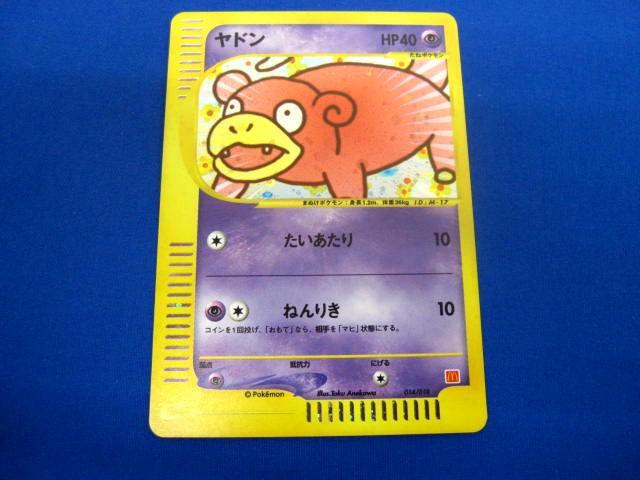 ヤドン HP40
たねポケモン
まぬけポケモン：身長1.2m、体重36kg ID：M-17
たいあたり 10
ねんりき 10
コインを1回投げ、「おもて」なら、相手を「マヒ」状態にする。
弱点 抵抗力 にげる
©Pokémon Illus.Toku Anekawa 014/018